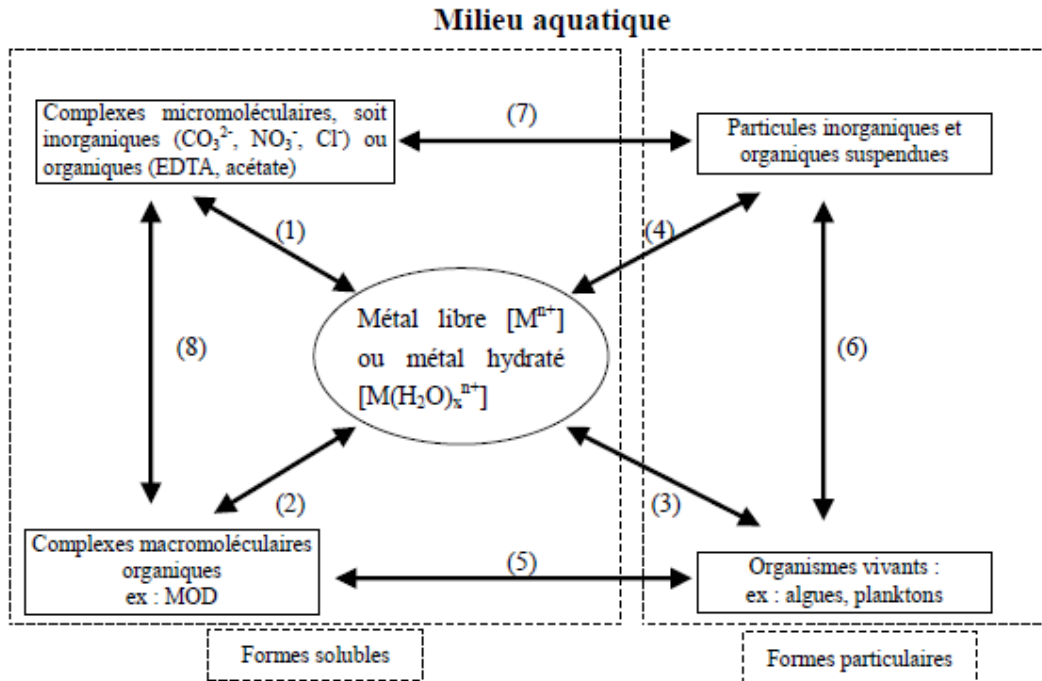 Milieu aquatique
Complexes micromoléculaires, soit
inorganiques (CO₃²⁻, NO₃⁻, Cl⁻) ou
organiques (EDTA, acétate)
(7)
Particules inorganiques et
organiques suspendues
(1)
(4)
Métal libre [Mⁿ⁺]
ou métal hydraté
[M(H₂O)ₓⁿ⁺]
(8)
(6)
(2)
(3)
Complexes macromoléculaires
organiques
ex : MOD
(5)
Organismes vivants :
ex : algues, planktons
Formes solubles
Formes particulaires